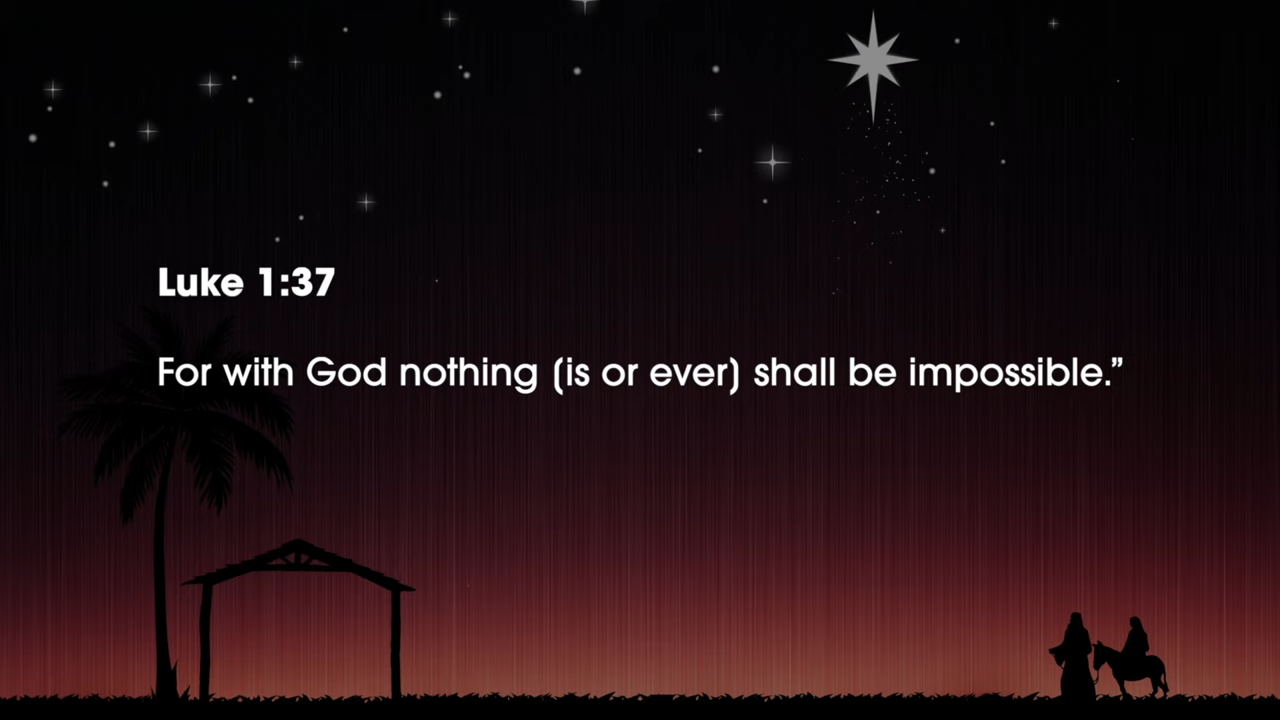 Luke 1:37
For with God nothing (is or ever) shall be impossible.”